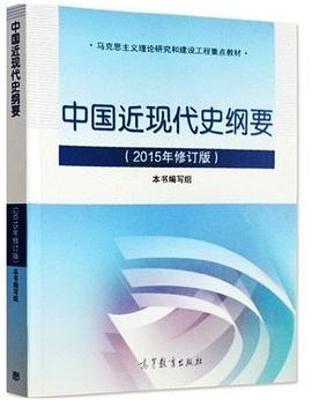 马克思主义理论研究和建设工程重点教材
中国近现代史纲要
（2015年修订版）
本书编写组
高等教育出版社
中国近现代史纲要
（2015年修订版）
本书编写组